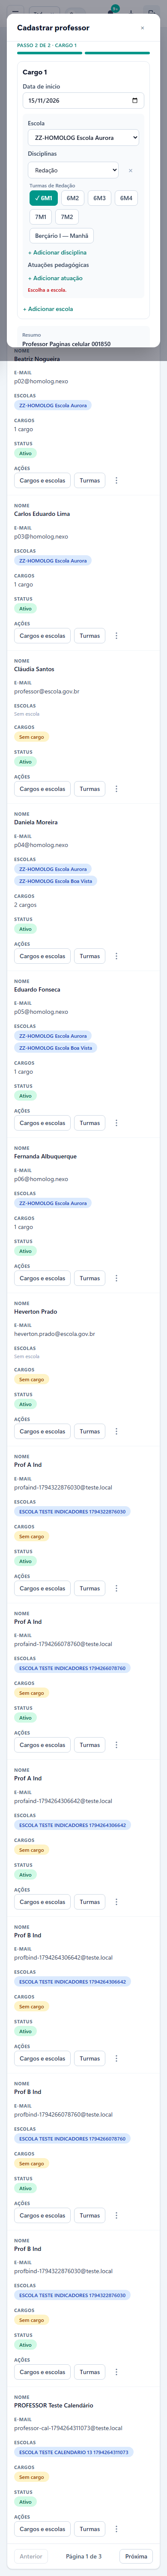 Cadastrar professor
×
PASSO 2 DE 2 · CARGO 1
Cargo 1
Data de início
15/11/2026
Escola
ZZ-HOMOLOG Escola Aurora
Disciplinas
Redação
×
Turmas de Redação
✓ 6M1 6M2 6M3 6M4
7M1 7M2
Berçário I — Manhã
+ Adicionar disciplina
Atuações pedagógicas
+ Adicionar atuação
Escolha a escola.
+ Adicionar escola
Resumo
Professor Paginas celular 001850
Beatriz Nogueira
E-MAIL
p02@homolog.nexo
ESCOLAS
ZZ-HOMOLOG Escola Aurora
CARGOS
1 cargo
STATUS
Ativo
AÇÕES
Cargos e escolas Turmas ⋮
NOME
Carlos Eduardo Lima
E-MAIL
p03@homolog.nexo
ESCOLAS
ZZ-HOMOLOG Escola Aurora
CARGOS
1 cargo
STATUS
Ativo
AÇÕES
Cargos e escolas Turmas ⋮
NOME
Cláudia Santos
E-MAIL
professor@escola.gov.br
ESCOLAS
Sem escola
CARGOS
Sem cargo
STATUS
Ativo
AÇÕES
Cargos e escolas Turmas ⋮
NOME
Daniela Moreira
E-MAIL
p04@homolog.nexo
ESCOLAS
ZZ-HOMOLOG Escola Aurora
ZZ-HOMOLOG Escola Boa Vista
CARGOS
2 cargos
STATUS
Ativo
AÇÕES
Cargos e escolas Turmas ⋮
NOME
Eduardo Fonseca
E-MAIL
p05@homolog.nexo
ESCOLAS
ZZ-HOMOLOG Escola Aurora
ZZ-HOMOLOG Escola Boa Vista
CARGOS
1 cargo
STATUS
Ativo
AÇÕES
Cargos e escolas Turmas ⋮
NOME
Fernanda Albuquerque
E-MAIL
p06@homolog.nexo
ESCOLAS
ZZ-HOMOLOG Escola Aurora
CARGOS
1 cargo
STATUS
Ativo
AÇÕES
Cargos e escolas Turmas ⋮
NOME
Heverton Prado
E-MAIL
heverton.prado@escola.gov.br
ESCOLAS
Sem escola
CARGOS
Sem cargo
STATUS
Ativo
AÇÕES
Cargos e escolas Turmas ⋮
NOME
Prof A Ind
E-MAIL
profaind-1794322876030@teste.local
ESCOLAS
ESCOLA TESTE INDICADORES 1794322876030
CARGOS
Sem cargo
STATUS
Ativo
AÇÕES
Cargos e escolas Turmas ⋮
NOME
Prof A Ind
E-MAIL
profaind-1794266078760@teste.local
ESCOLAS
ESCOLA TESTE INDICADORES 1794266078760
CARGOS
Sem cargo
STATUS
Ativo
AÇÕES
Cargos e escolas Turmas ⋮
NOME
Prof A Ind
E-MAIL
profaind-1794264306642@teste.local
ESCOLAS
ESCOLA TESTE INDICADORES 1794264306642
CARGOS
Sem cargo
STATUS
Ativo
AÇÕES
Cargos e escolas Turmas ⋮
NOME
Prof B Ind
E-MAIL
profbind-1794264306642@teste.local
ESCOLAS
ESCOLA TESTE INDICADORES 1794264306642
CARGOS
Sem cargo
STATUS
Ativo
AÇÕES
Cargos e escolas Turmas ⋮
NOME
Prof B Ind
E-MAIL
profbind-1794266078760@teste.local
ESCOLAS
ESCOLA TESTE INDICADORES 1794266078760
CARGOS
Sem cargo
STATUS
Ativo
AÇÕES
Cargos e escolas Turmas ⋮
NOME
Prof B Ind
E-MAIL
profbind-1794322876030@teste.local
ESCOLAS
ESCOLA TESTE INDICADORES 1794322876030
CARGOS
Sem cargo
STATUS
Ativo
AÇÕES
Cargos e escolas Turmas ⋮
NOME
PROFESSOR Teste Calendário
E-MAIL
professor-cal-1794264311073@teste.local
ESCOLAS
ESCOLA TESTE CALENDARIO 13 1794264311073
CARGOS
Sem cargo
STATUS
Ativo
AÇÕES
Cargos e escolas Turmas ⋮
Anterior Página 1 de 3 Próxima